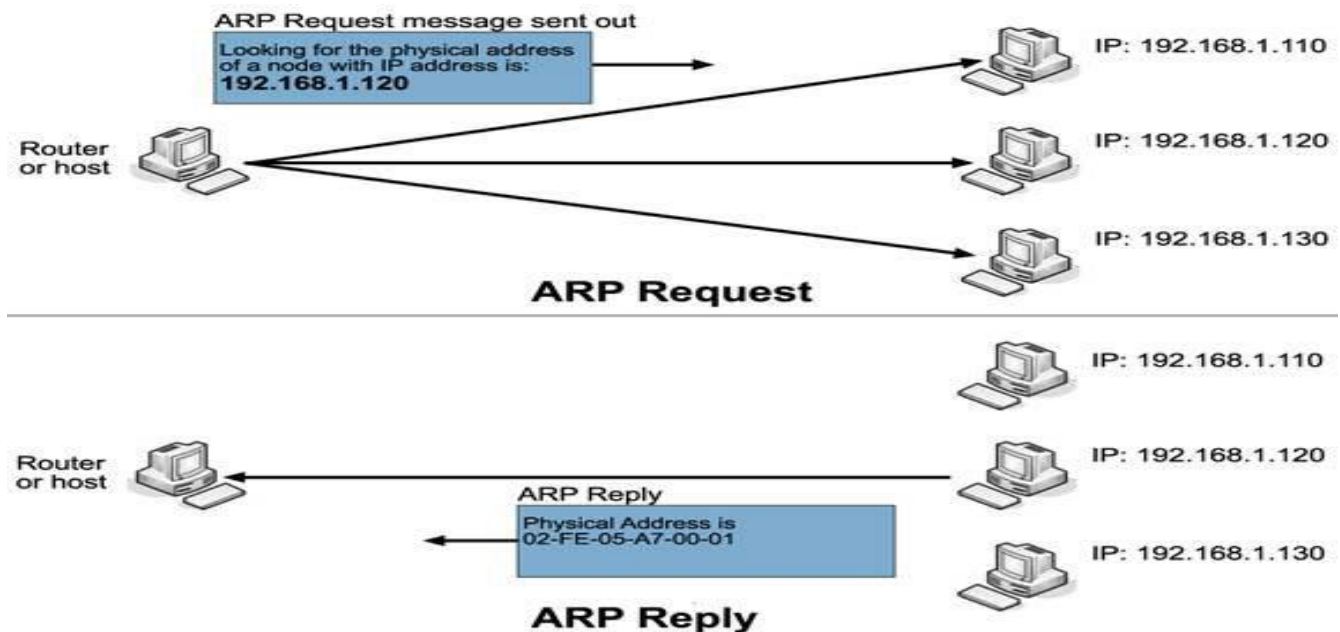 ARP Request message sent out
Looking for the physical address
of a node with IP address is:
192.168.1.120
Router
or host
IP: 192.168.1.110
IP: 192.168.1.120
IP: 192.168.1.130
ARP Request
IP: 192.168.1.110
Router
or host
IP: 192.168.1.120
ARP Reply
Physical Address is
02-FE-05-A7-00-01
IP: 192.168.1.130
ARP Reply